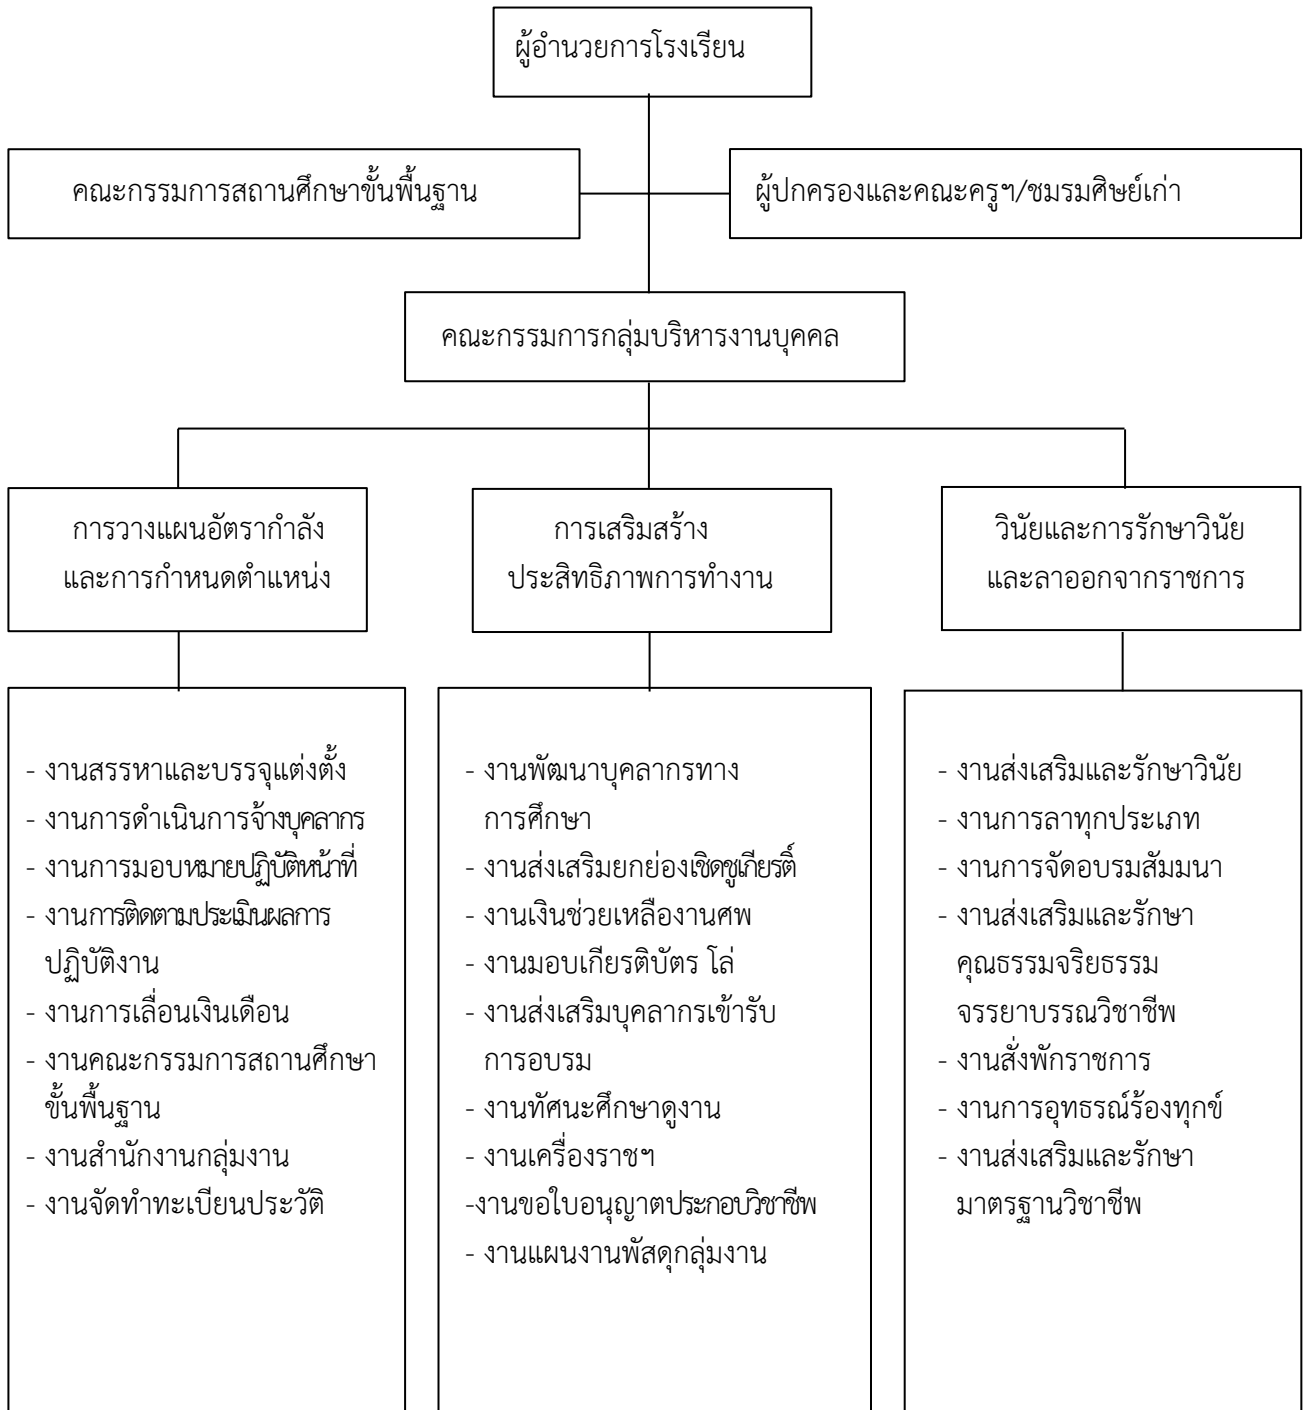 ผู้อำนวยการโรงเรียน
คณะกรรมการสถานศึกษาขั้นพื้นฐาน
ผู้ปกครองและคณะครูฯ/ชมรมศิษย์เก่า
คณะกรรมการกลุ่มบริหารงานบุคคล
การวางแผนอัตรากำลัง
และการกำหนดตำแหน่ง
การเสริมสร้าง
ประสิทธิภาพการทำงาน
วินัยและการรักษาวินัย
และลาออกจากราชการ
- งานสรรหาและบรรจุแต่งตั้ง
- งานการดำเนินการจ้างบุคลากร
- งานการมอบหมายปฏิบัติหน้าที่
- งานการติดตามประเมินผลการ
ปฏิบัติงาน
- งานการเลื่อนเงินเดือน
- งานคณะกรรมการสถานศึกษา
ขั้นพื้นฐาน
- งานสำนักงานกลุ่มงาน
- งานจัดทำทะเบียนประวัติ
- งานพัฒนาบุคลากรทาง
การศึกษา
- งานส่งเสริมยกย่องเชิดชูเกียรติ์
- งานเงินช่วยเหลืองานศพ
- งานมอบเกียรติบัตร โล่
- งานส่งเสริมบุคลากรเข้ารับ
การอบรม
- งานทัศนะศึกษาดูงาน
- งานเครื่องราชฯ
-งานขอใบอนุญาตประกอบวิชาชีพ
- งานแผนงานพัสดุกลุ่มงาน
- งานส่งเสริมและรักษาวินัย
- งานการลาทุกประเภท
- งานการจัดอบรมสัมมนา
- งานส่งเสริมและรักษา
คุณธรรมจริยธรรม
จรรยาบรรณวิชาชีพ
- งานสั่งพักราชการ
- งานการอุทธรณ์ร้องทุกข์
- งานส่งเสริมและรักษา
มาตรฐานวิชาชีพ